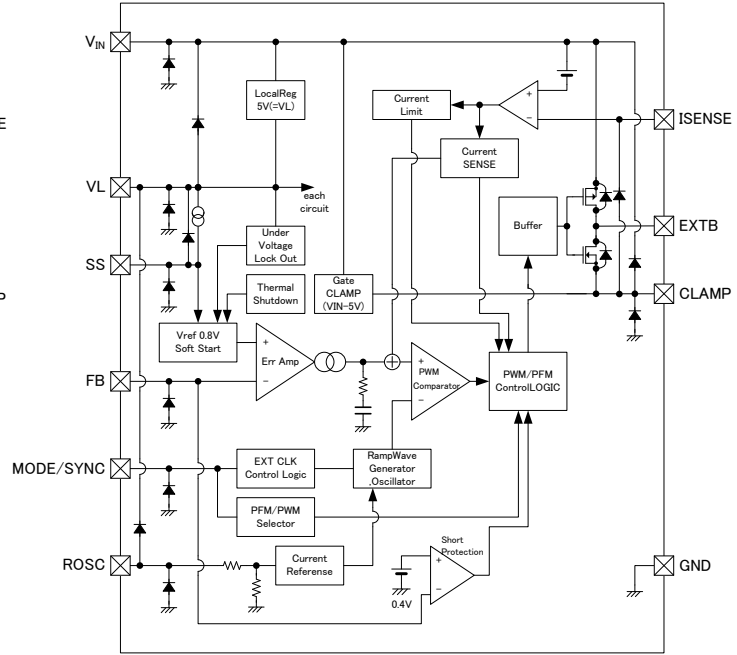 VIN
LocalReg
5V(=VL)
Current
Limit
+
−
ISENSE
E
Current
SENSE
VL
each
circuit
Buffer
EXTB
Under
Voltage
Lock Out
SS
Thermal
Shutdown
Gate
CLAMP
(VIN-5V)
CLAMP
P
Vref 0.8V
Soft Start
+
Err Amp
−
+
PWM
Comparator
−
PWM/PFM
ControlLOGIC
FB
MODE/SYNC
EXT CLK
Control Logic
RampWave
Generator
,Oscillator
PFM/PWM
Selector
Short
Protection
ROSC
Current
Referense
+
−
0.4V
GND